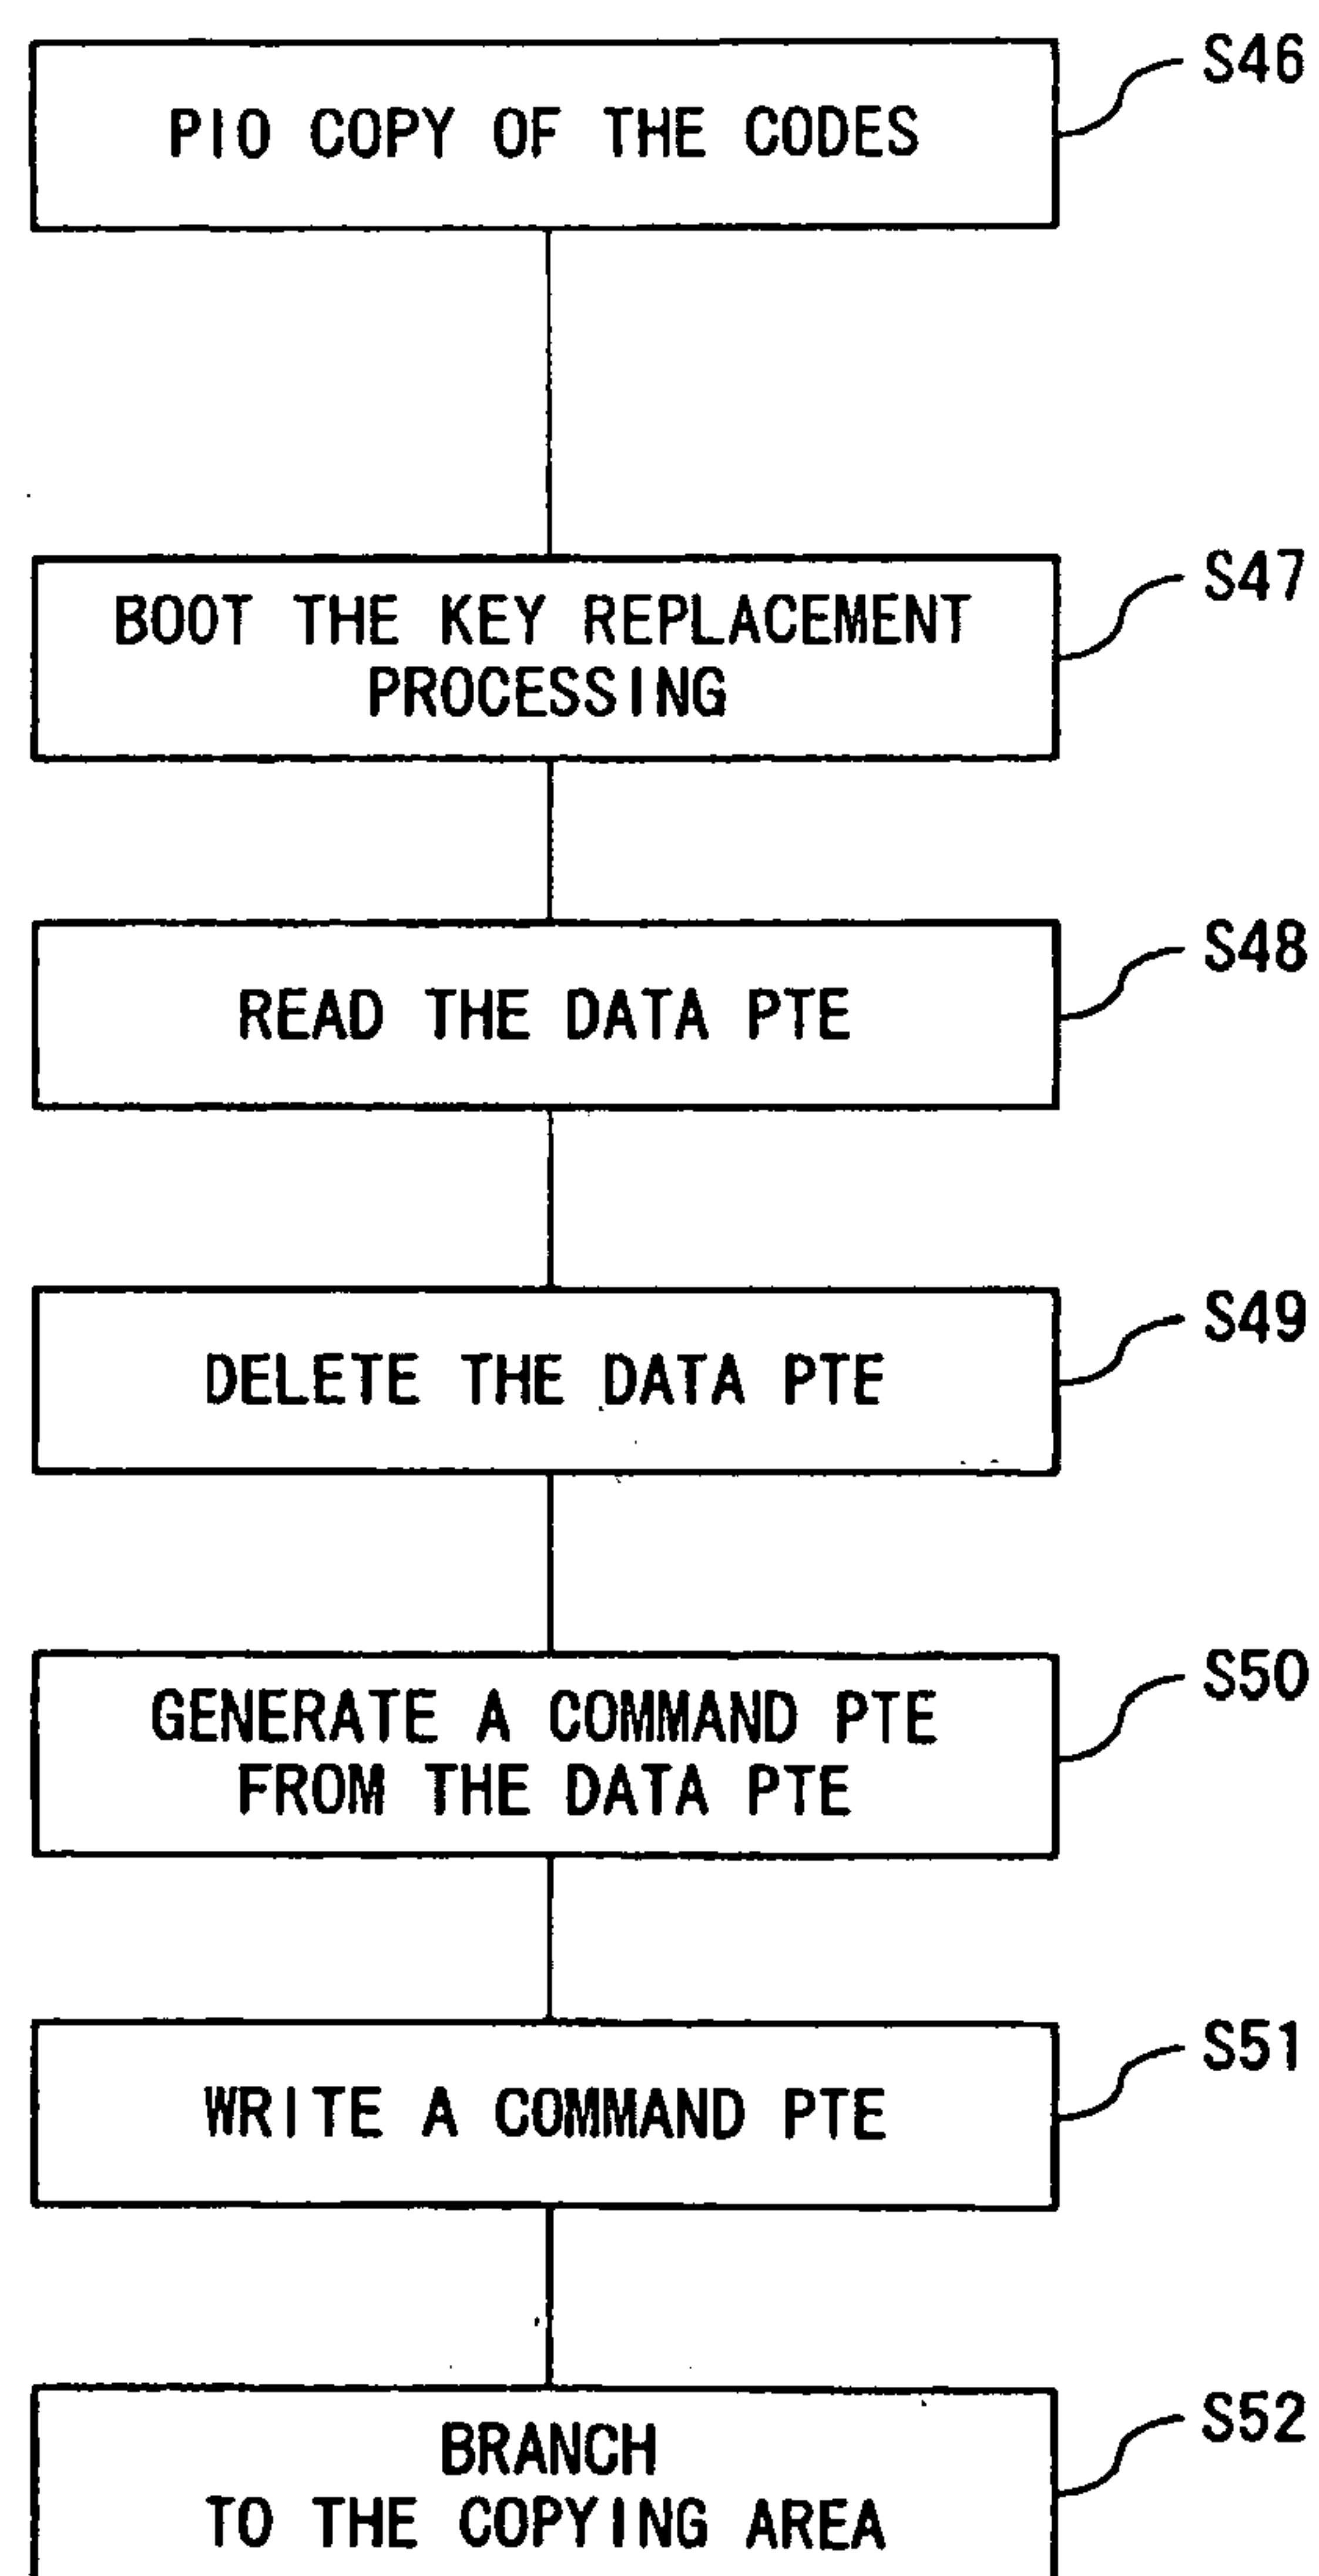 S46
PIO COPY OF THE CODES
S47
BOOT THE KEY REPLACEMENT
PROCESSING
S48
READ THE DATA PTE
S49
DELETE THE DATA PTE
S50
GENERATE A COMMAND PTE
FROM THE DATA PTE
S51
WRITE A COMMAND PTE
S52
BRANCH
TO THE COPYING AREA